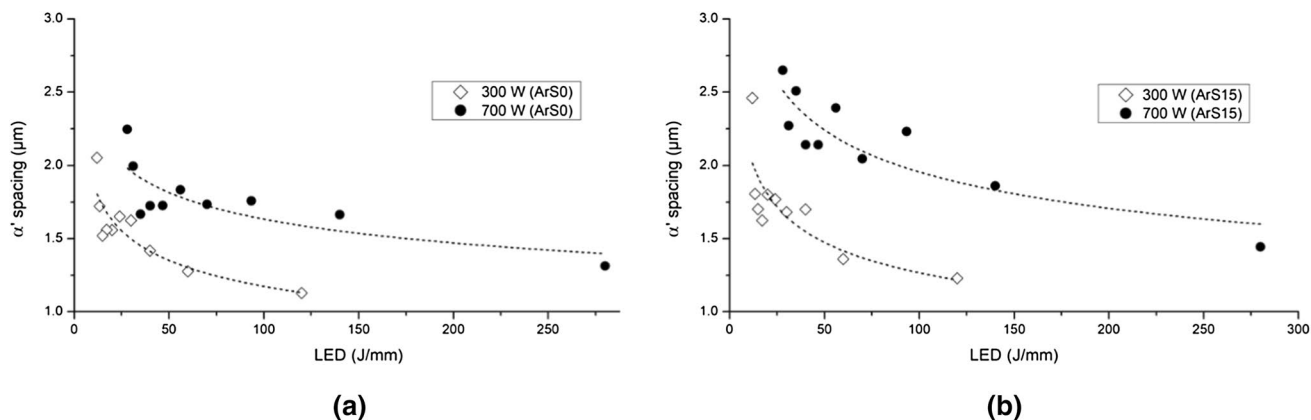 3.0
2.5
2.0
1.5
1.0
α' spacing (μm)
300 W (ArS0)
700 W (ArS0)
0 50 100 150 200 250
LED (J/mm)
(a)
3.0
2.5
2.0
1.5
1.0
α' spacing (μm)
300 W (ArS15)
700 W (ArS15)
0 50 100 150 200 250 300
LED (J/mm)
(b)